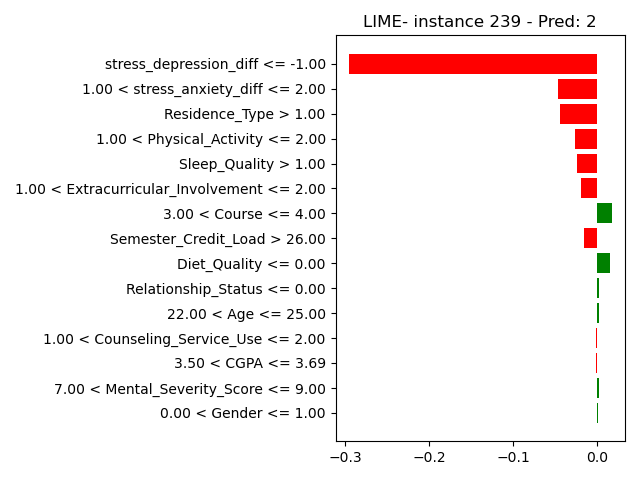 LIME- instance 239 - Pred: 2
stress_depression_diff <= -1.00
1.00 < stress_anxiety_diff <= 2.00
Residence_Type > 1.00
1.00 < Physical_Activity <= 2.00
Sleep_Quality > 1.00
1.00 < Extracurricular_Involvement <= 2.00
3.00 < Course <= 4.00
Semester_Credit_Load > 26.00
Diet_Quality <= 0.00
Relationship_Status <= 0.00
22.00 < Age <= 25.00
1.00 < Counseling_Service_Use <= 2.00
3.50 < CGPA <= 3.69
7.00 < Mental_Severity_Score <= 9.00
0.00 < Gender <= 1.00
−0.3 −0.2 −0.1 0.0